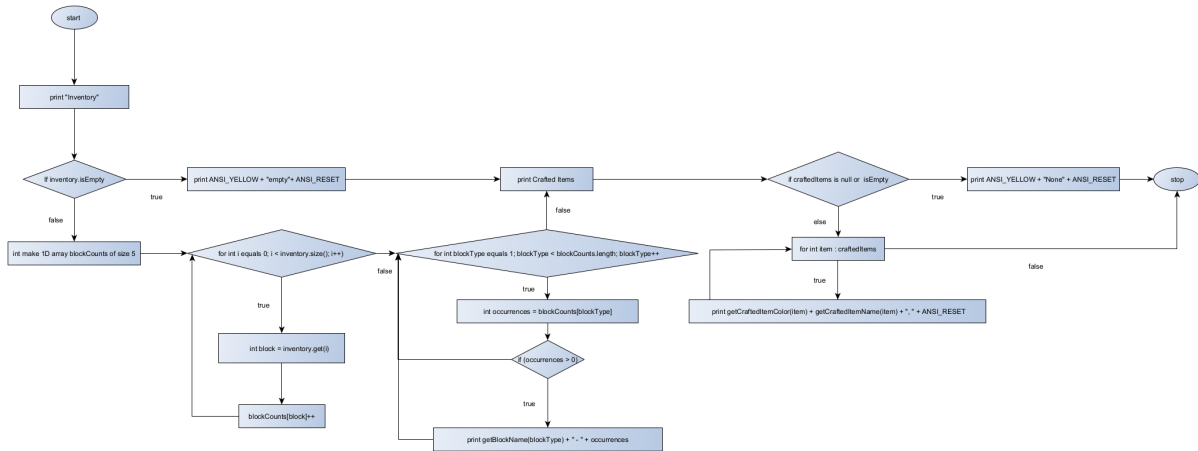 start
print "Inventory"
If inventory.isEmpty
true
false
print ANSI_YELLOW + "empty"+ ANSI_RESET
print Crafted Items
if craftedItems is null or isEmpty
true
else
print ANSI_YELLOW + "None" + ANSI_RESET
stop
int make 1D array blockCounts of size 5
for int i equals 0; i < inventory.size(); i++)
false
true
int block = inventory.get(i)
blockCounts[block]++
for int blockType equals 1; blockType < blockCounts.length; blockType++
false
true
int occurrences = blockCounts[blockType]
if (occurrences > 0)
true
print getBlockName(blockType) + " - " + occurrences
for int item : craftedItems
false
true
print getCraftedItemColor(item) + getCraftedItemName(item) + ", " + ANSI_RESET